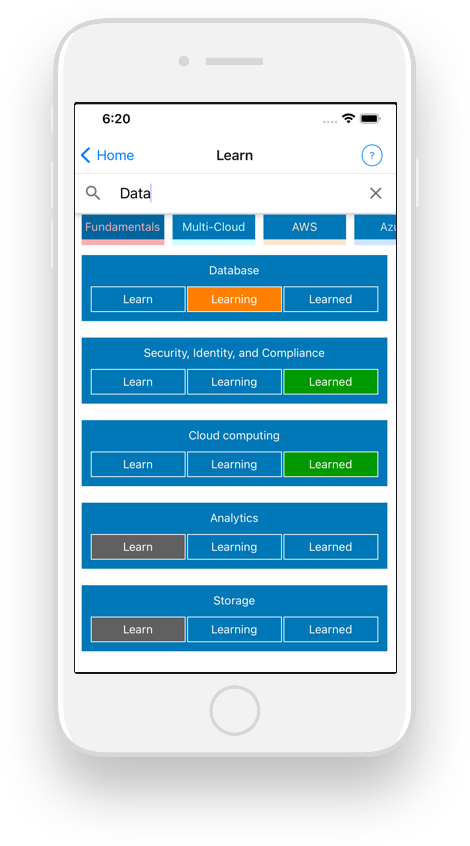 6:20
Home Learn ?
Data
Fundamentals Multi-Cloud AWS Azu
Database
Learn Learning Learned
Security, Identity, and Compliance
Learn Learning Learned
Cloud computing
Learn Learning Learned
Analytics
Learn Learning Learned
Storage
Learn Learning Learned